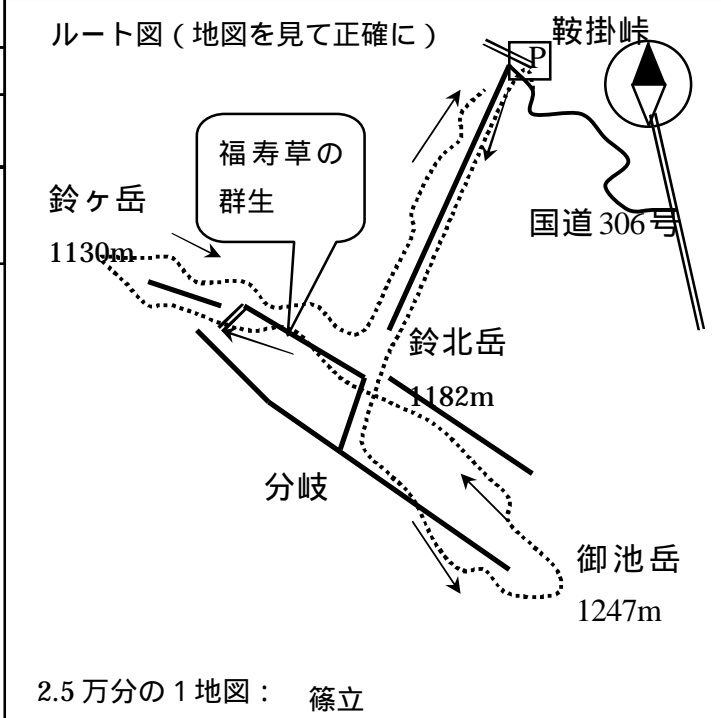 ルート図(地図を見て正確に)
鞍掛峠
P
福寿草の
群生
鈴ヶ岳
1130m
国道306号
鈴北岳
1182m
分岐
御池岳
1247m
2.5万分の1地図: 篠立